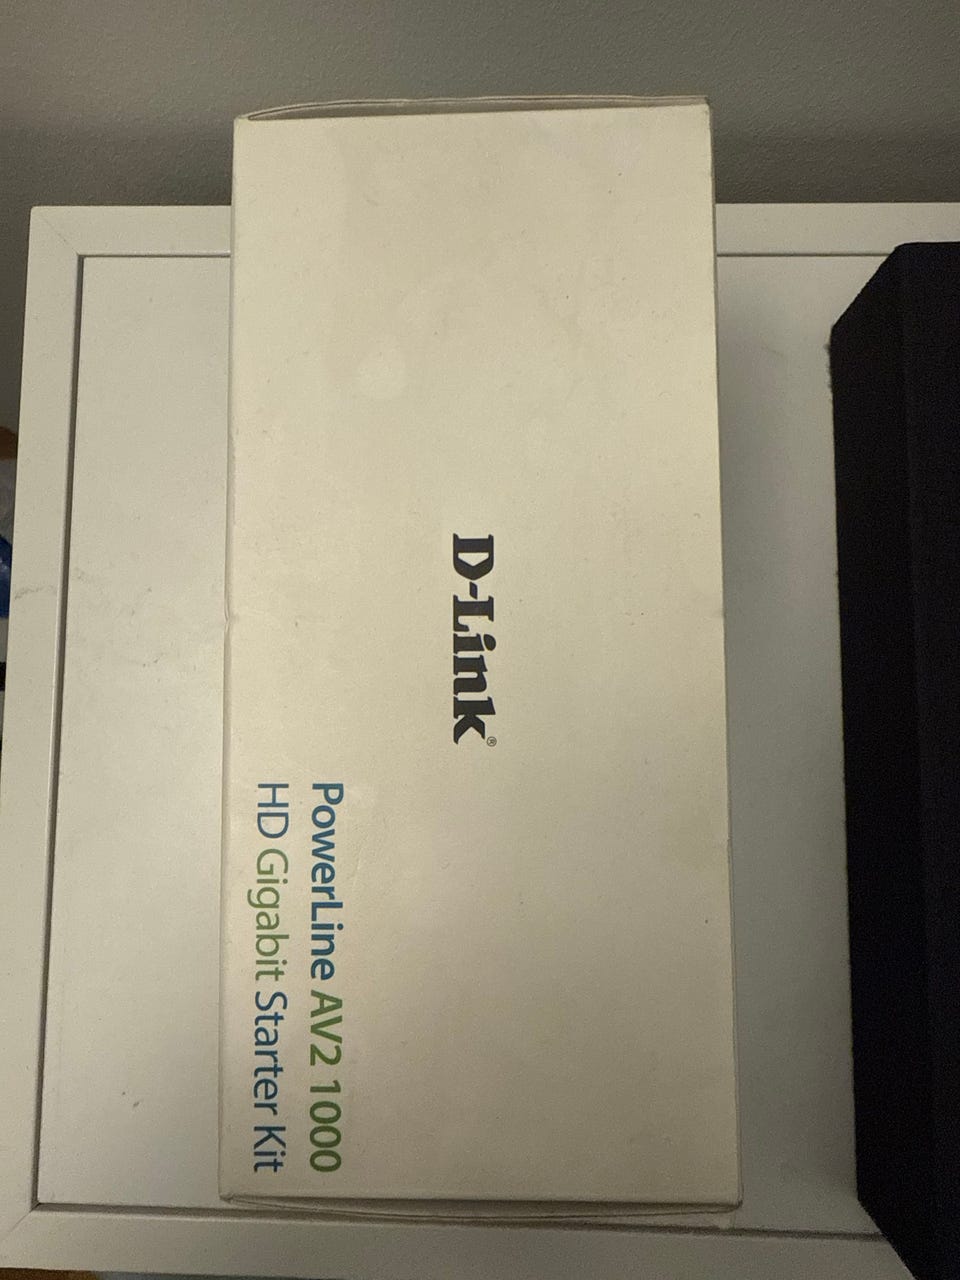 D-Link®
PowerLine AV2 1000
HD Gigabit Starter Kit